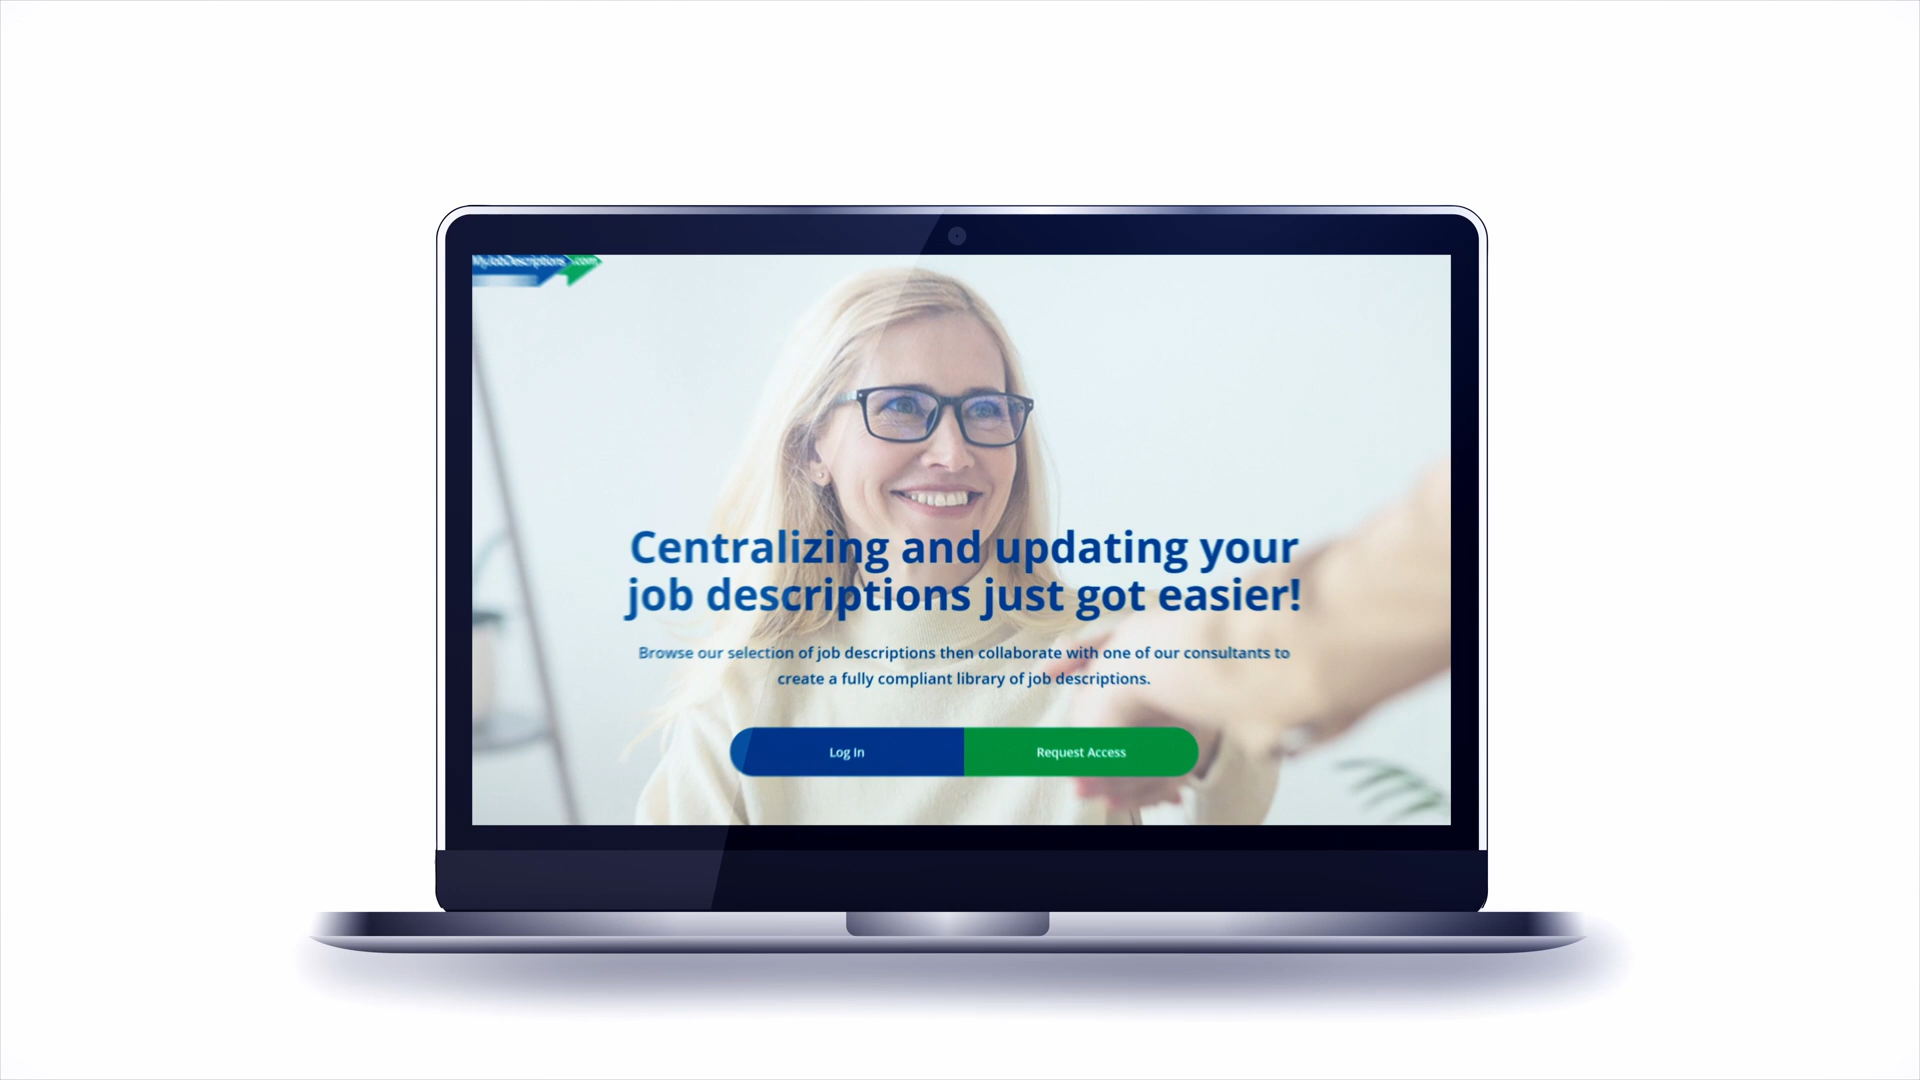 MyJobDescriptions .com
Centralizing and updating your
job descriptions just got easier!
Browse our selection of job descriptions then collaborate with one of our consultants to
create a fully compliant library of job descriptions.
Log In
Request Access